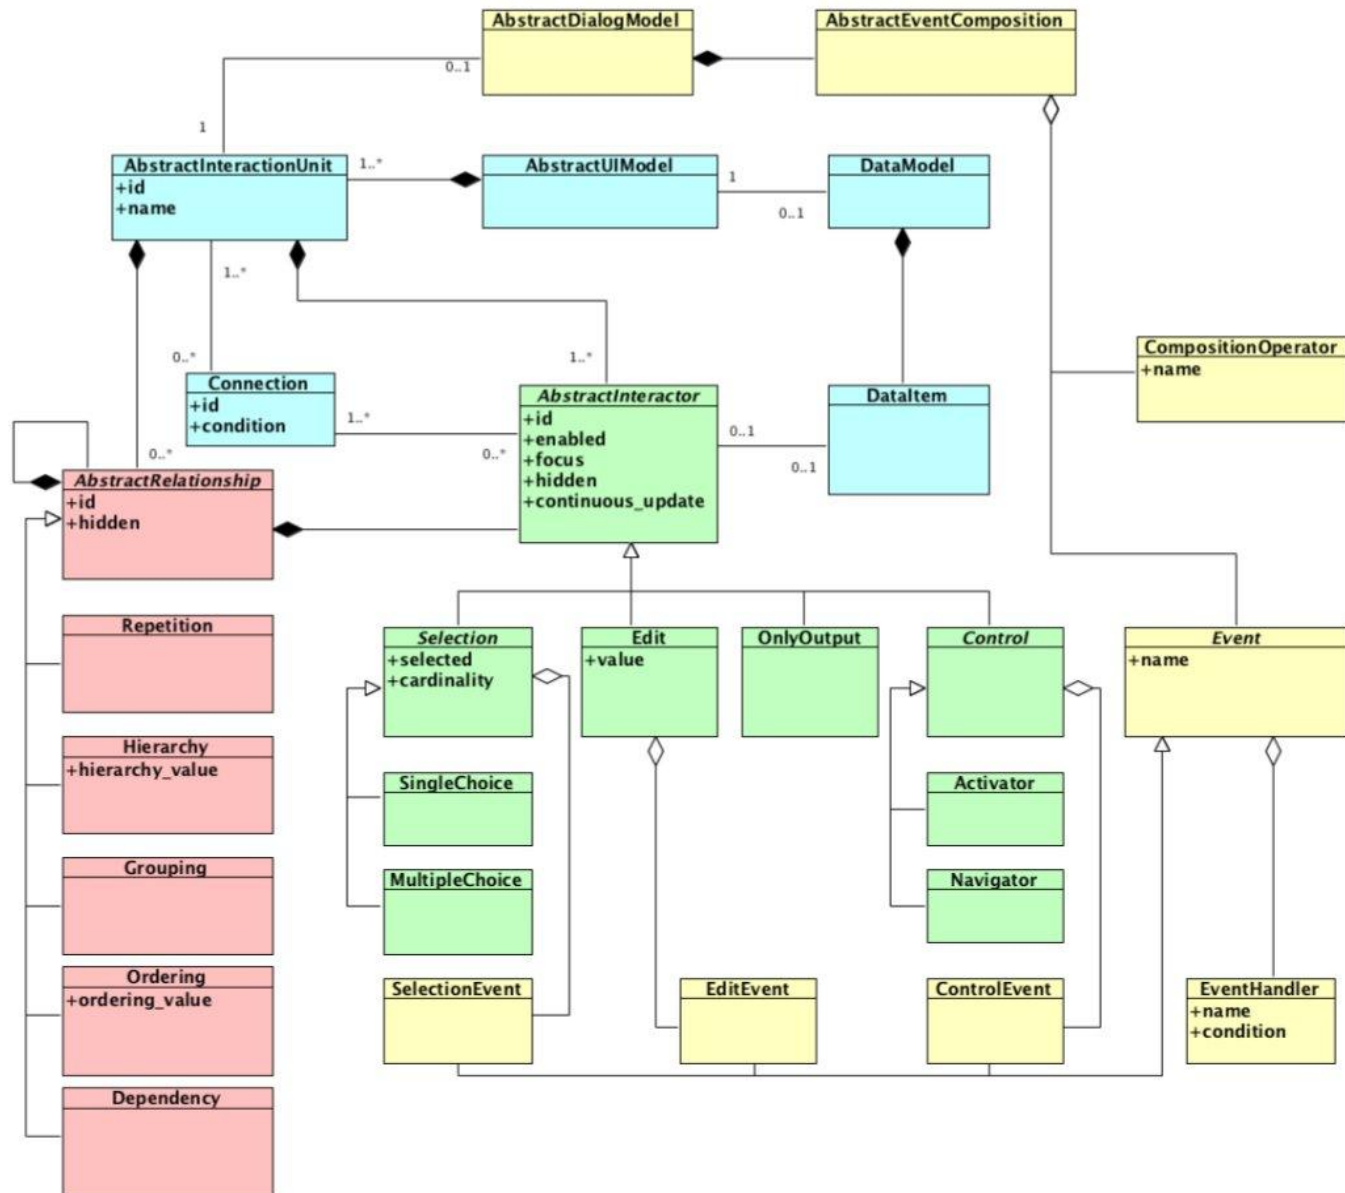 AbstractDialogModel
AbstractEventComposition
0..1
1
AbstractInteractionUnit
+id
+name
1..*
AbstractUIModel
1
0..1
DataModel
1..*
0..*
1..*
CompositionOperator
+name
Connection
+id
+condition
1..*
0..*
AbstractInteractor
+id
+enabled
+focus
+hidden
+continuous_update
0..1
0..1
DataItem
0..*
AbstractRelationship
+id
+hidden
Repetition
Hierarchy
+hierarchy_value
Grouping
Ordering
+ordering_value
Dependency
Selection
+selected
+cardinality
Edit
+value
OnlyOutput
Control
Event
+name
SingleChoice
Activator
MultipleChoice
Navigator
SelectionEvent
EditEvent
ControlEvent
EventHandler
+name
+condition